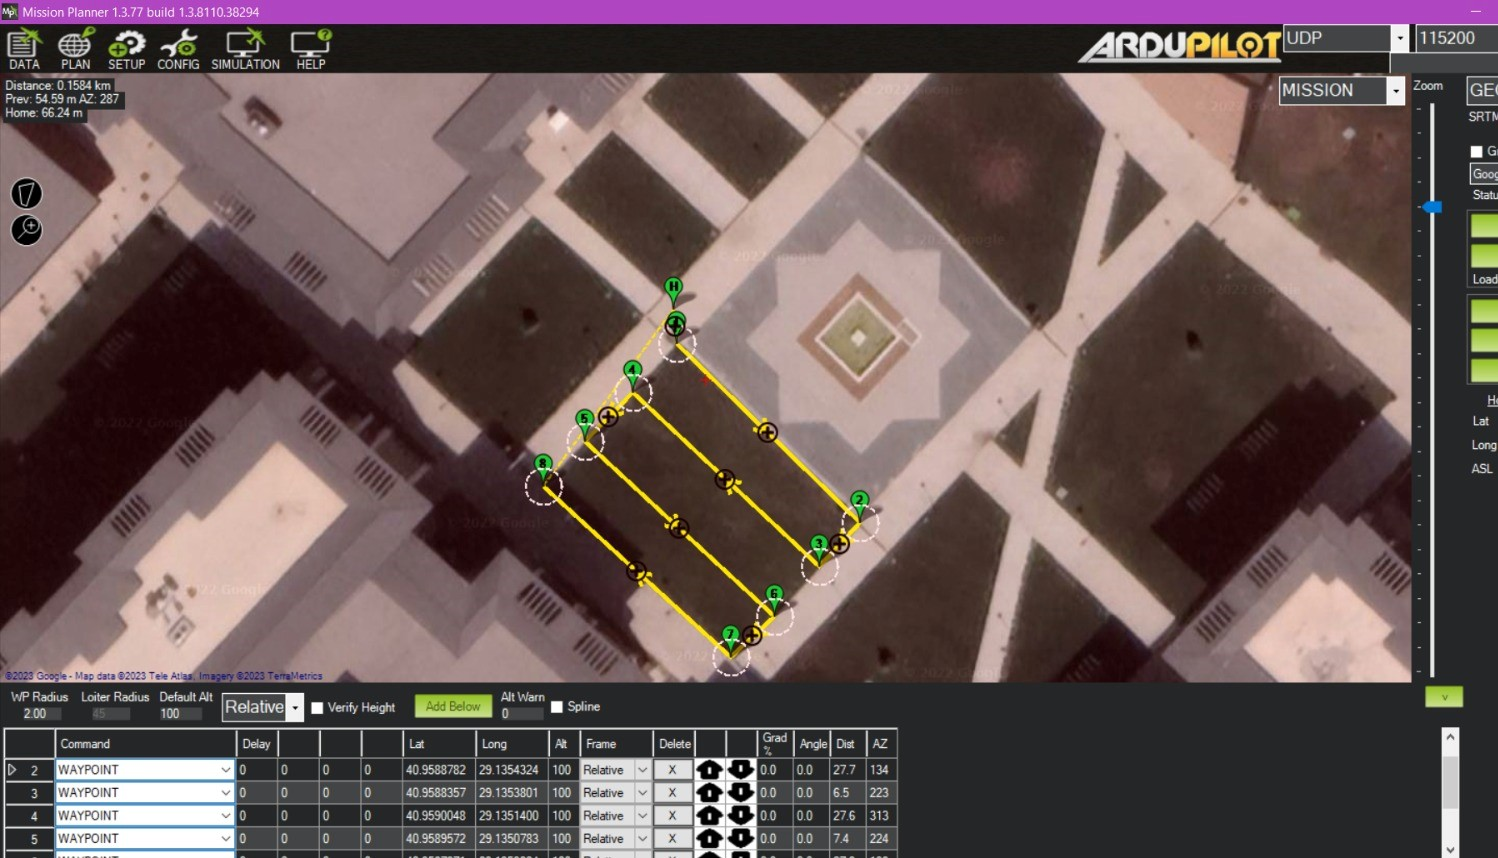 Mission Planner 1.3.77 build 1.3.8110.38294
DATA PLAN SETUP CONFIG SIMULATION HELP
ARDUPILOT
UDP 115200
Distance: 0.1584 km
Prev: 54.59 m AZ: 287
Home: 66.24 m
MISSION
Zoom
GEO
SRTM
G
Goog
Statu
Load
H
Lat
Long
ASL
H
4
5
8
2
3
6
7
© 2022 Google
©2023 Google - Map data ©2023 Tele Atlas, Imagery ©2023 TerraMetrics
WP Radius Loiter Radius Default Alt Alt Warn
2.00 45 100 Relative Verify Height Add Below 0 Spline
Command Delay Lat Long Alt Frame Delete Grad % Angle Dist AZ
2 WAYPOINT 0 0 0 0 40.9588782 29.1354324 100 Relative X 0.0 0.0 27.7 134
3 WAYPOINT 0 0 0 0 40.9588357 29.1353801 100 Relative X 0.0 0.0 6.5 223
4 WAYPOINT 0 0 0 0 40.9590048 29.1351400 100 Relative X 0.0 0.0 27.6 313
5 WAYPOINT 0 0 0 0 40.9589572 29.1350783 100 Relative X 0.0 0.0 7.4 224